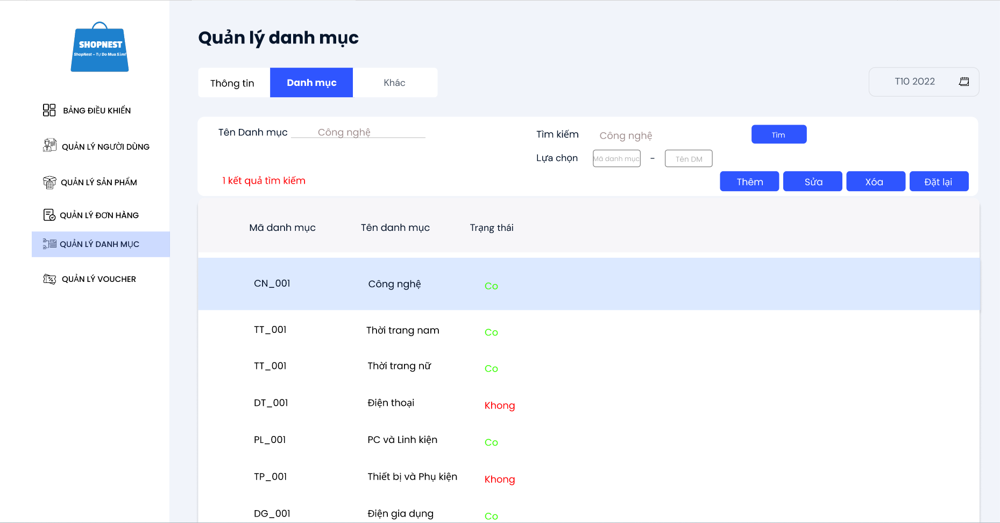 SHOPNEST
ShopNest – Tự Do Mua Sắm!
BẢNG ĐIỀU KHIỂN
QUẢN LÝ NGƯỜI DÙNG
QUẢN LÝ SẢN PHẨM
QUẢN LÝ ĐƠN HÀNG
QUẢN LÝ DANH MỤC
QUẢN LÝ VOUCHER
Quản lý danh mục
Thông tin Danh mục Khác
T10 2022
Tên Danh mục Công nghệ
Tìm kiếm Công nghệ Tìm
Lựa chọn Mã danh mục - Tên DM
1 kết quả tìm kiếm
Thêm Sửa Xóa Đặt lại
Mã danh mục Tên danh mục Trạng thái
CN_001 Công nghệ Co
TT_001 Thời trang nam Co
TT_001 Thời trang nữ Co
DT_001 Điện thoại Khong
PL_001 PC và Linh kiện Co
TP_001 Thiết bị và Phụ kiện Khong
DG_001 Điện gia dụng Co